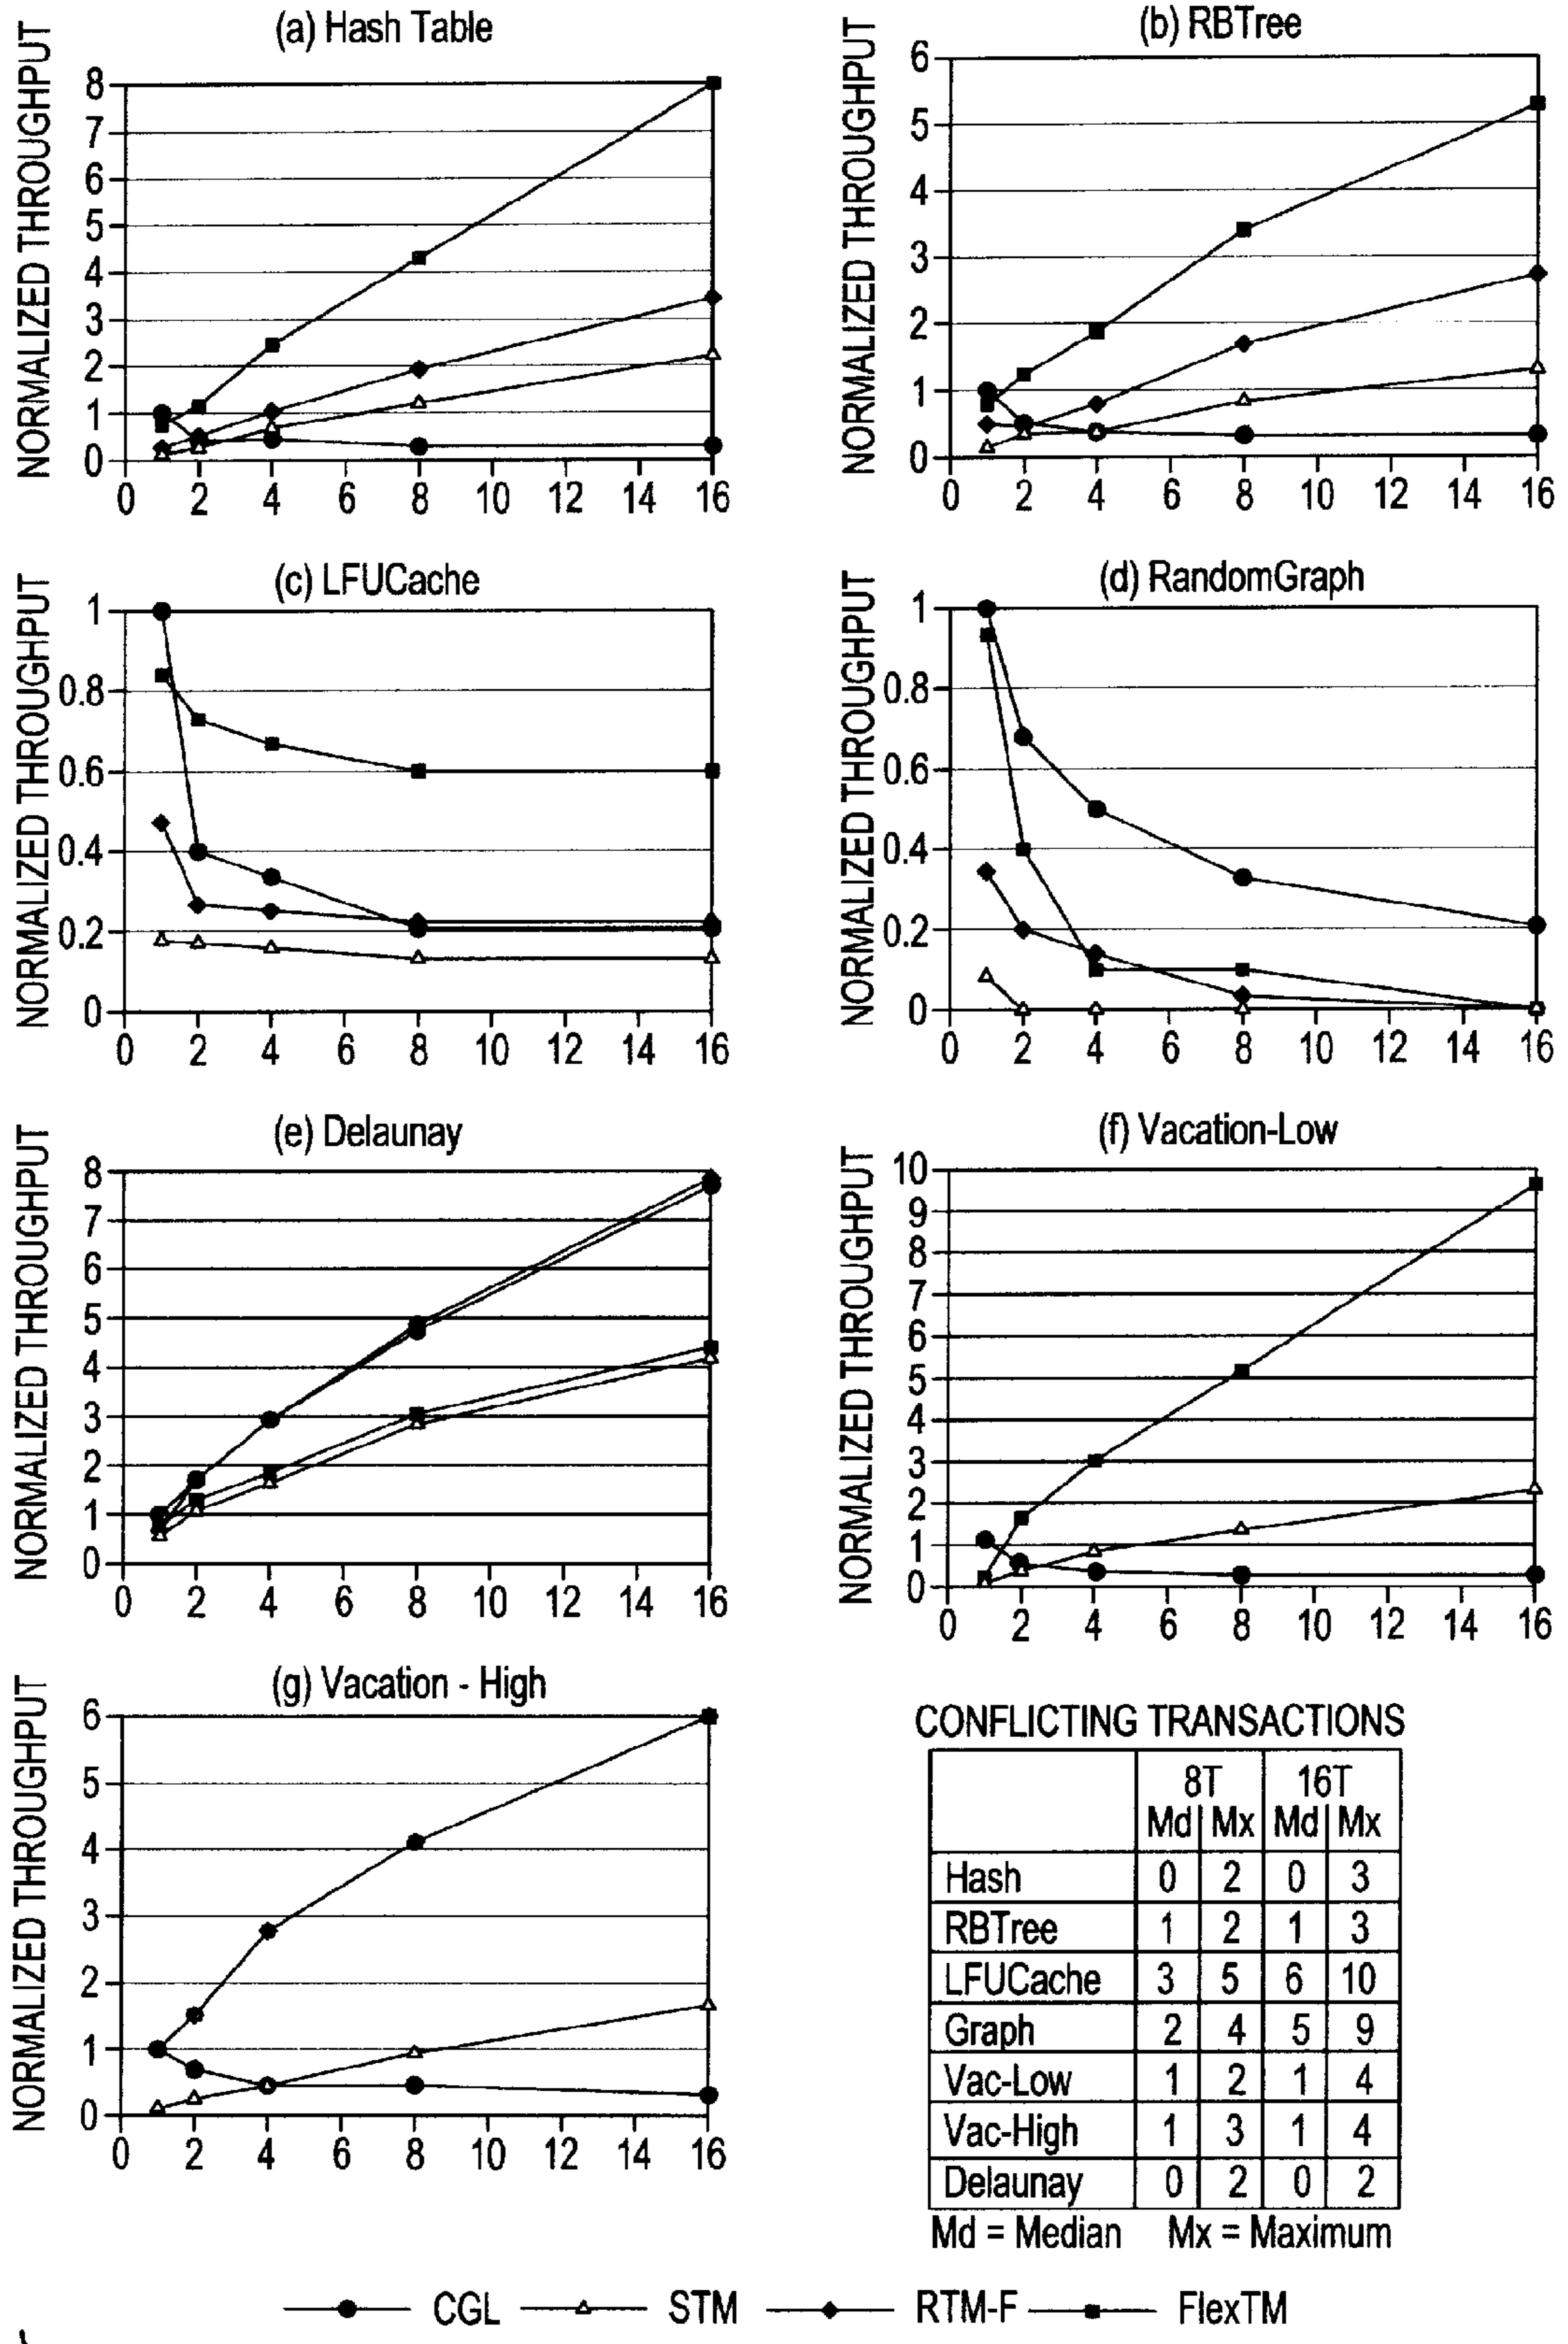 (a) Hash Table
NORMALIZED THROUGHPUT
8
7
6
5
4
3
2
1
0
0 2 4 6 8 10 12 14 16
(b) RBTree
NORMALIZED THROUGHPUT
6
5
4
3
2
1
0
0 2 4 6 8 10 12 14 16
(c) LFUCache
NORMALIZED THROUGHPUT
1
0.8
0.6
0.4
0.2
0
0 2 4 6 8 10 12 14 16
(d) RandomGraph
NORMALIZED THROUGHPUT
1
0.8
0.6
0.4
0.2
0
0 2 4 6 8 10 12 14 16
(e) Delaunay
NORMALIZED THROUGHPUT
8
7
6
5
4
3
2
1
0
0 2 4 6 8 10 12 14 16
(f) Vacation-Low
NORMALIZED THROUGHPUT
10
9
8
7
6
5
4
3
2
1
0
0 2 4 6 8 10 12 14 16
(g) Vacation - High
NORMALIZED THROUGHPUT
6
5
4
3
2
1
0
0 2 4 6 8 10 12 14 16
CONFLICTING TRANSACTIONS
8T 16T
Md Mx Md Mx
Hash 0 2 0 3
RBTree 1 2 1 3
LFUCache 3 5 6 10
Graph 2 4 5 9
Vac-Low 1 2 1 4
Vac-High 1 3 1 4
Delaunay 0 2 0 2
Md = Median Mx = Maximum
CGL STM RTM-F FlexTM